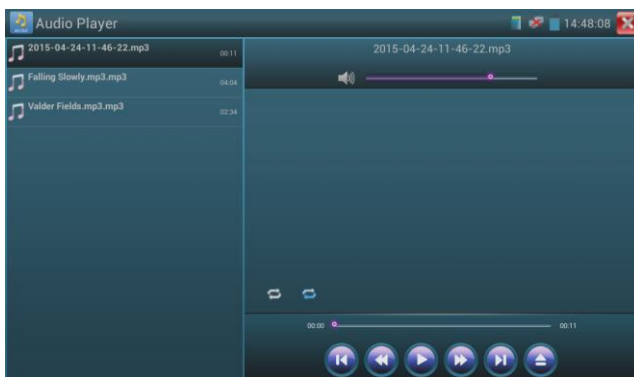 Audio Player
14:48:08
2015-04-24-11-46-22.mp3
00:11
Falling Slowly.mp3.mp3
04:04
Valder Fields.mp3.mp3
02:34
2015-04-24-11-46-22.mp3
00:00
00:11